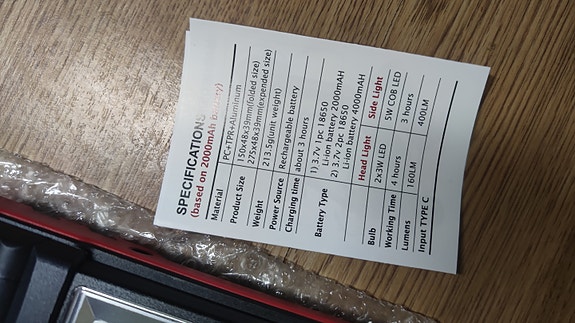 SPECIFICATIONS
(based on 2000mAh Battery)
Material PC+TPR+Aluminum
Product Size 150x48x39mm(folded size)
275x48x39mm(expended size)
Weight 213.5g(unit weight)
Power Source Rechargeable battery
Charging time about 3 hours
Battery Type 1) 3.7v 1pc 18650
Li-ion battery 2000mAH
2) 3.7v 2pc 18650
Li-ion battery 4000mAH
Head Light Side Light
Bulb 2x3W LED 5W COB LED
Working Time 4 hours 3 hours
Lumens 160LM 400LM
Input TYPE C